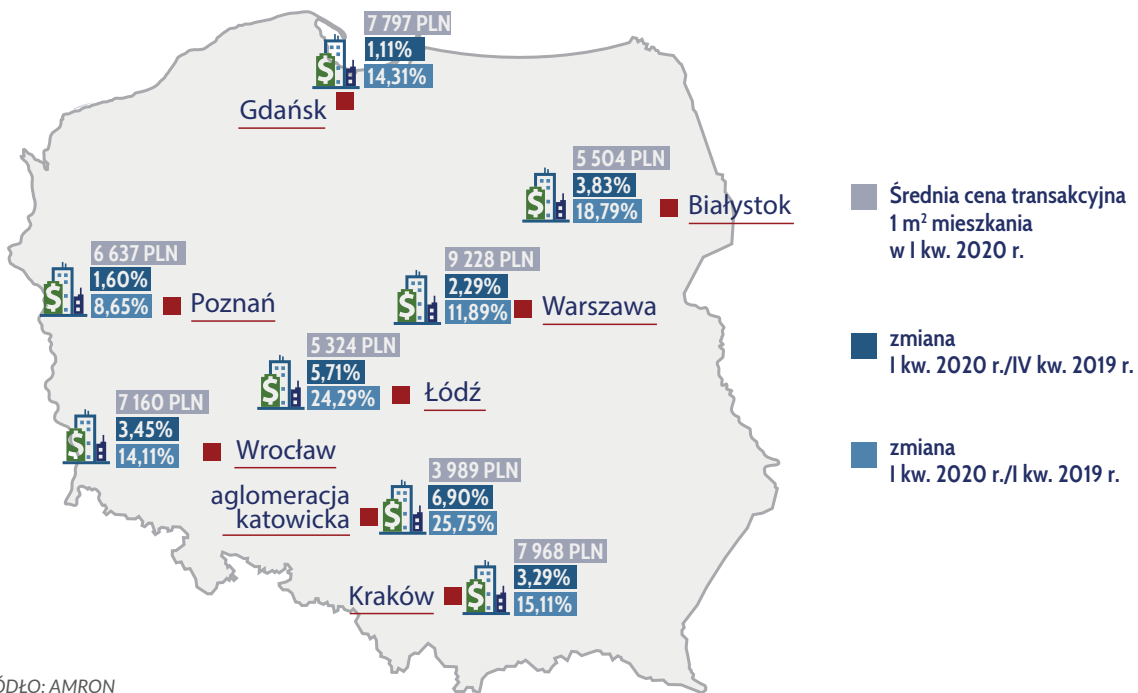 7 797 PLN
1,11%
14,31%
Gdańsk
5 504 PLN
3,83%
18,79%
Białystok
6 637 PLN
1,60%
8,65%
Poznań
9 228 PLN
2,29%
11,89%
Warszawa
5 324 PLN
5,71%
24,29%
Łódź
7 160 PLN
3,45%
14,11%
Wrocław
aglomeracja
katowicka
3 989 PLN
6,90%
25,75%
Kraków
7 968 PLN
3,29%
15,11%
Średnia cena transakcyjna
1 m² mieszkania
w I kw. 2020 r.
zmiana
I kw. 2020 r./IV kw. 2019 r.
zmiana
I kw. 2020 r./I kw. 2019 r.
ÓDŁO: AMRON